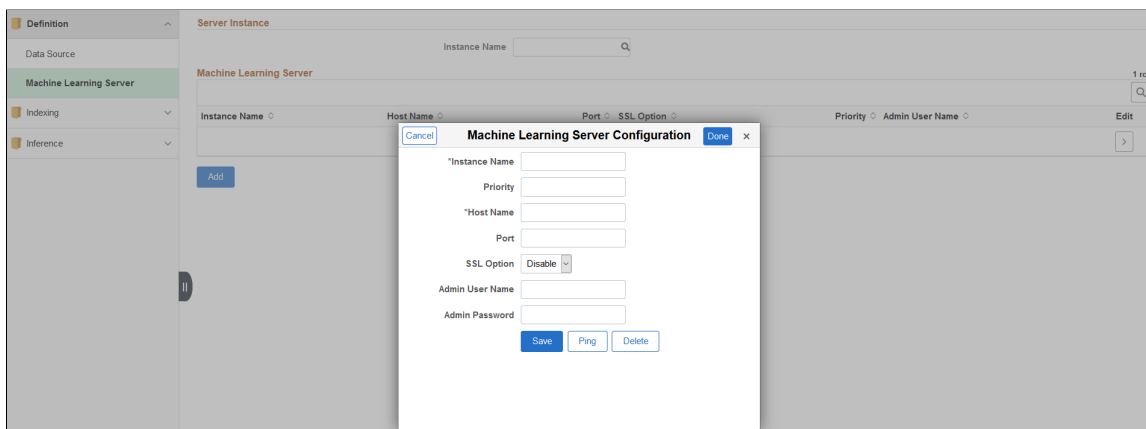 Definition
Data Source
Machine Learning Server
Indexing
Inference
Server Instance
Instance Name
Machine Learning Server
1 ro
Instance Name Host Name Port SSL Option Priority Admin User Name Edit
Add
Cancel Machine Learning Server Configuration Done ×
*Instance Name
Priority
*Host Name
Port
SSL Option Disable
Admin User Name
Admin Password
Save Ping Delete